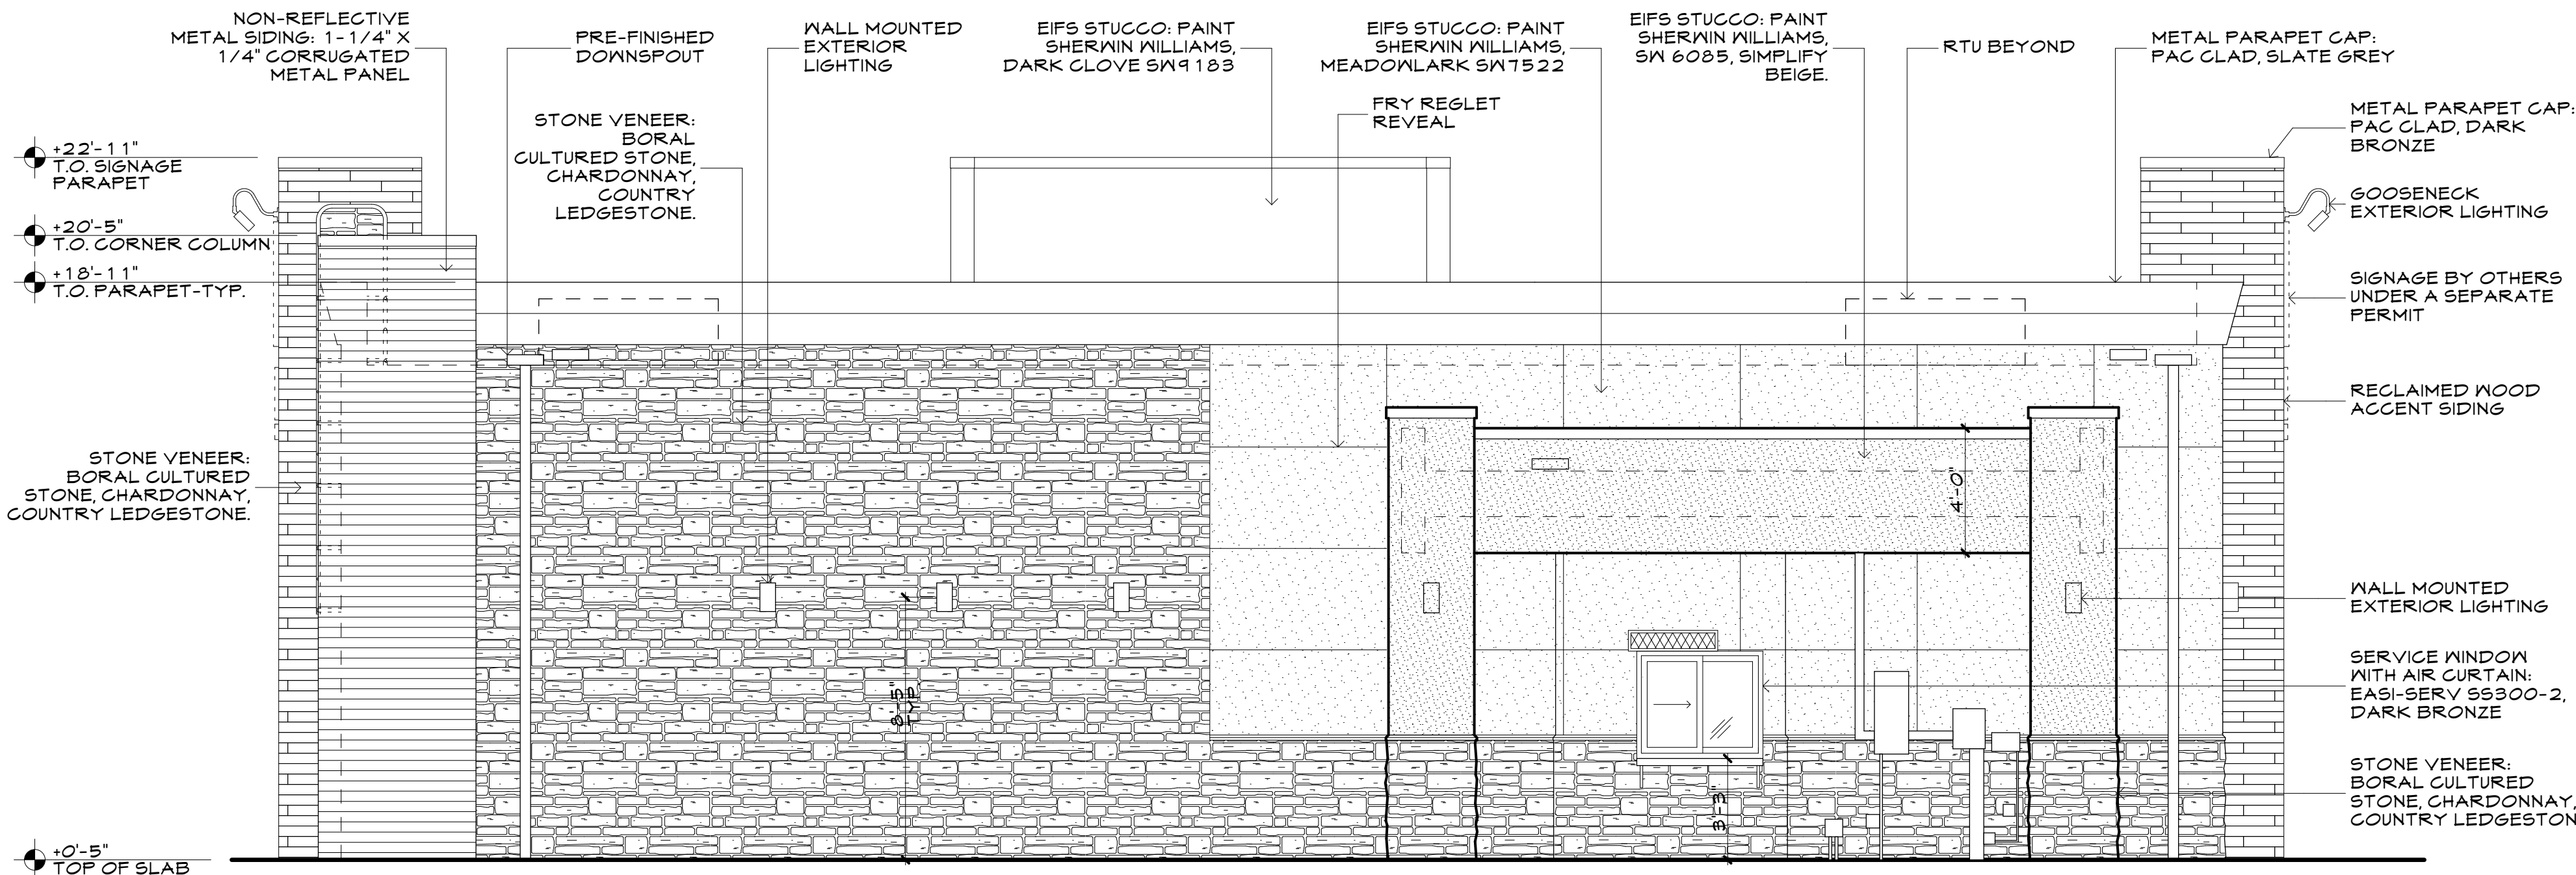 NON-REFLECTIVE
METAL SIDING: 1-1/4" X
1/4" CORRUGATED
METAL PANEL
PRE-FINISHED
DOWNSPOUT
WALL MOUNTED
EXTERIOR
LIGHTING
EIFS STUCCO: PAINT
SHERWIN WILLIAMS,
DARK CLOVE SW9183
EIFS STUCCO: PAINT
SHERWIN WILLIAMS,
MEADOWLARK SW7522
EIFS STUCCO: PAINT
SHERWIN WILLIAMS,
SW 6085, SIMPLIFY
BEIGE.
RTU BEYOND
METAL PARAPET CAP:
PAC CLAD, SLATE GREY
STONE VENEER:
BORAL
CULTURED STONE,
CHARDONNAY,
COUNTRY
LEDGESTONE.
FRY REGLET
REVEAL
METAL PARAPET CAP:
PAC CLAD, DARK
BRONZE
+22'-11"
T.O. SIGNAGE
PARAPET
+20'-5"
T.O. CORNER COLUMN
+18'-11"
T.O. PARAPET-TYP.
GOOSENECK
EXTERIOR LIGHTING
SIGNAGE BY OTHERS
UNDER A SEPARATE
PERMIT
RECLAIMED WOOD
ACCENT SIDING
STONE VENEER:
BORAL CULTURED
STONE, CHARDONNAY,
COUNTRY LEDGESTONE.
4'-0"
WALL MOUNTED
EXTERIOR LIGHTING
8'-5"
TYP.
SERVICE WINDOW
WITH AIR CURTAIN:
EASI-SERV SS300-2,
DARK BRONZE
3'-3"
STONE VENEER:
BORAL CULTURED
STONE, CHARDONNAY,
COUNTRY LEDGESTON
+0'-5"
TOP OF SLAB